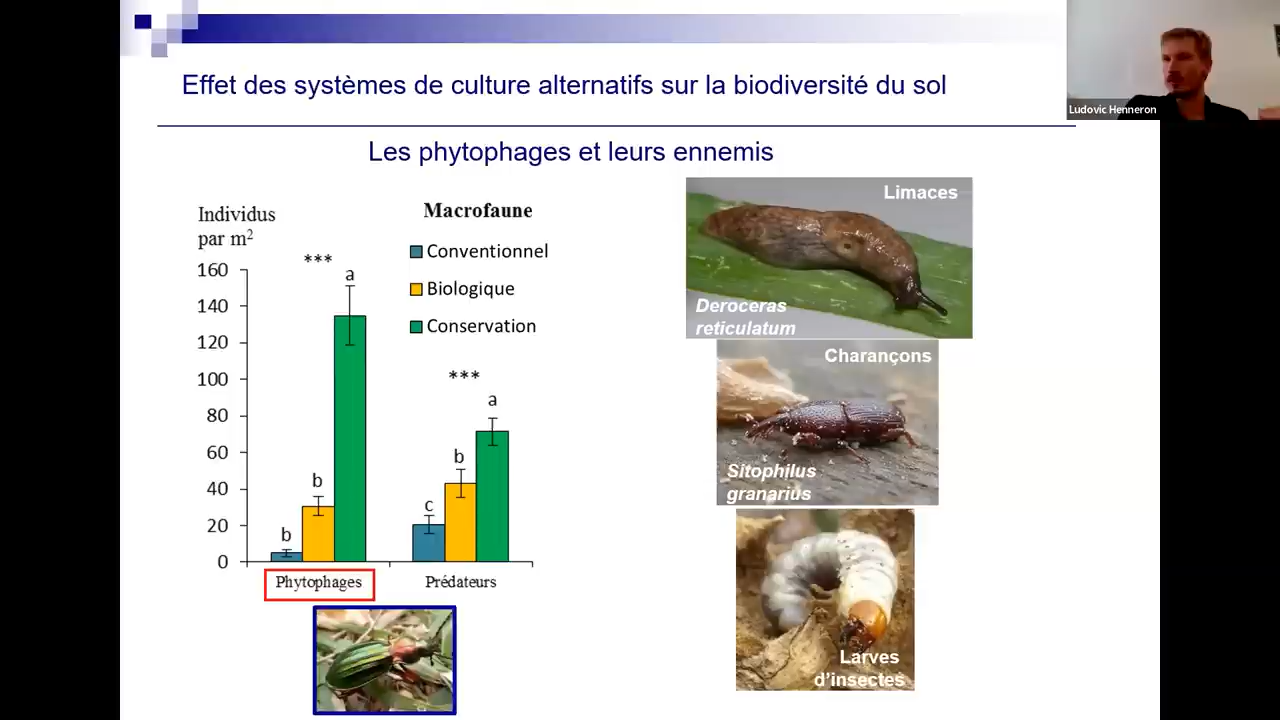 Effet des systèmes de culture alternatifs sur la biodiversité du sol
Ludovic Henneron
Les phytophages et leurs ennemis
Individus
par m²
Macrofaune
Conventionnel
Biologique
Conservation
160
140
120
100
80
60
40
20
0
***
a
b
b
***
a
b
c
Phytophages
Prédateurs
Limaces
Deroceras
reticulatum
Charançons
Sitophilus
granarius
Larves
d'insectes